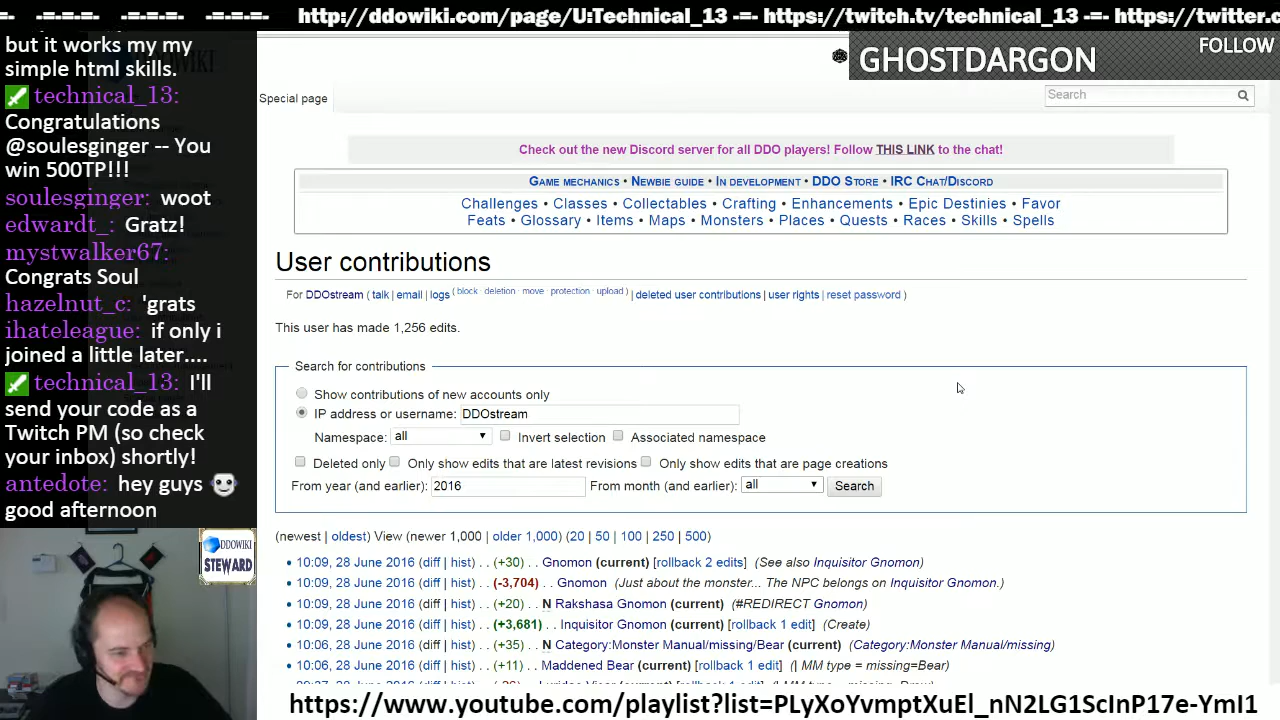 http://ddowiki.com/page/U:Technical_13 -=- https://twitch.tv/technical_13 -=- https://twitter.c
but it works my my
simple html skills.
technical_13:
Congratulations
@soulesginger -- You
win 500TP!!!
soulesginger: woot
edwardt_: Gratz!
mystwalker67:
Congrats Soul
hazelnut_c: 'grats
ihateleague: if only i
joined a little later....
technical_13: I'll
send your code as a
Twitch PM (so check
your inbox) shortly!
antedote: hey guys
good afternoon
DDOWIKI
STEWARD
GHOSTDARGON
FOLLOW
Special page
Search
Check out the new Discord server for all DDO players! Follow THIS LINK to the chat!
Game mechanics • Newbie guide • In development • DDO Store • IRC Chat/Discord
Challenges • Classes • Collectables • Crafting • Enhancements • Epic Destinies • Favor
Feats • Glossary • Items • Maps • Monsters • Places • Quests • Races • Skills • Spells
User contributions
For DDOstream (talk | email | logs (block · deletion · move · protection · upload) | deleted user contributions | user rights | reset password)
This user has made 1,256 edits.
Search for contributions
Show contributions of new accounts only
IP address or username: DDOstream
Namespace: all Invert selection Associated namespace
Deleted only Only show edits that are latest revisions Only show edits that are page creations
From year (and earlier): 2016 From month (and earlier): all Search
(newest | oldest) View (newer 1,000 | older 1,000) (20 | 50 | 100 | 250 | 500)
• 10:09, 28 June 2016 (diff | hist) . . (+30) Gnomon (current) [rollback 2 edits] (See also Inquisitor Gnomon)
• 10:09, 28 June 2016 (diff | hist) . . (-3,704) Gnomon (Just about the monster... The NPC belongs on Inquisitor Gnomon.)
• 10:09, 28 June 2016 (diff | hist) . . (+20) N Rakshasa Gnomon (current) (#REDIRECT Gnomon)
• 10:09, 28 June 2016 (diff | hist) . . (+3,681) Inquisitor Gnomon (current) [rollback 1 edit] (Create)
• 10:06, 28 June 2016 (diff | hist) . . (+35) N Category:Monster Manual/missing/Bear (current) (Category:Monster Manual/missing)
• 10:06, 28 June 2016 (diff | hist) . . (+11) Maddened Bear (current) [rollback 1 edit] (| MM type = missing=Bear)
https://www.youtube.com/playlist?list=PLyXoYvmptXuEl_nN2LG1ScInP17e-YmI1